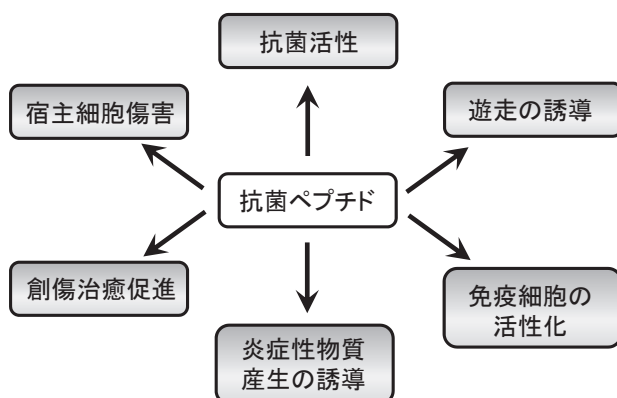 抗菌活性
宿主細胞傷害
遊走の誘導
抗菌ペプチド
創傷治癒促進
免疫細胞の
活性化
炎症性物質
産生の誘導